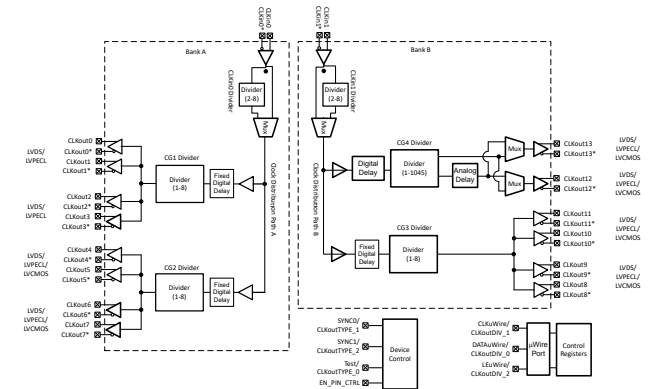 CLKin0*
CLKin0
CLKin1*
CLKin1
Bank A
Bank B
Divider
(2-8)
CLKin0 Divider
Divider
(2-8)
CLKin1 Divider
Mux
Mux
Clock Distribution Path A
Clock Distribution Path B
LVDS/
LVPECL
CLKout0
CLKout0*
CLKout1
CLKout1*
LVDS/
LVPECL
CLKout2
CLKout2*
CLKout3
CLKout3*
CG1 Divider
Divider
(1-8)
Fixed
Digital
Delay
LVDS/
LVPECL/
LVCMOS
CLKout4
CLKout4*
CLKout5
CLKout5*
LVDS/
LVPECL/
LVCMOS
CLKout6
CLKout6*
CLKout7
CLKout7*
CG2 Divider
Divider
(1-8)
Fixed
Digital
Delay
Digital
Delay
CG4 Divider
Divider
(1-1045)
Analog
Delay
Mux
Mux
CLKout13
CLKout13*
LVDS/
LVPECL/
LVCMOS
CLKout12
CLKout12*
LVDS/
LVPECL/
LVCMOS
Fixed
Digital
Delay
CG3 Divider
Divider
(1-8)
CLKout11
CLKout11*
CLKout10
CLKout10*
LVDS/
LVPECL/
LVCMOS
CLKout9
CLKout9*
CLKout8
CLKout8*
LVDS/
LVPECL/
LVCMOS
SYNC0/
CLKoutTYPE_1
SYNC1/
CLKoutTYPE_2
Test/
CLKoutTYPE_0
EN_PIN_CTRL
Device
Control
CLKuWire/
CLKoutDIV_1
DATAuWire/
CLKoutDIV_0
LEuWire/
CLKoutDIV_2
µWire
Port
Control
Registers